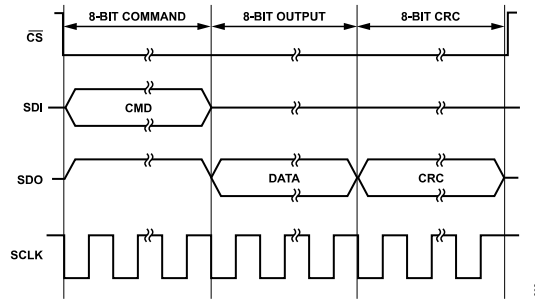 8-BIT COMMAND 8-BIT OUTPUT 8-BIT CRC
CS
SDI CMD
SDO DATA CRC
SCLK